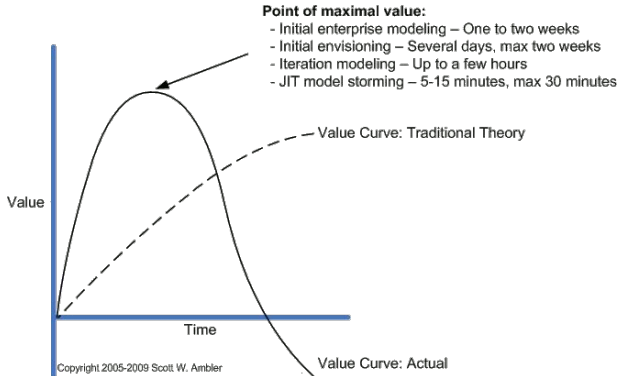 Point of maximal value:
- Initial enterprise modeling – One to two weeks
- Initial envisioning – Several days, max two weeks
- Iteration modeling – Up to a few hours
- JIT model storming – 5-15 minutes, max 30 minutes
Value Curve: Traditional Theory
Value
Time
Value Curve: Actual
Copyright 2005-2009 Scott W. Ambler